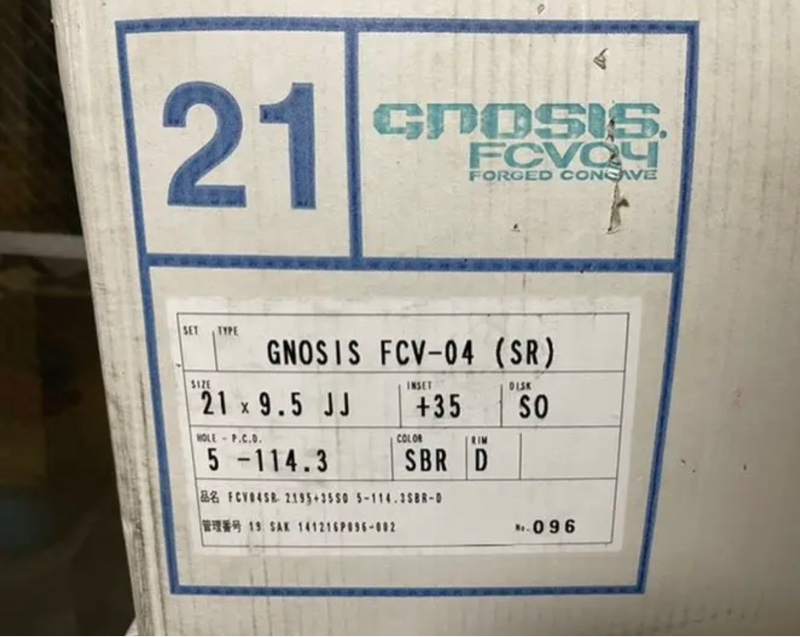 21
GNOSIS.
FCV04
FORGED CONCAVE
SET TYPE
GNOSIS FCV-04 (SR)
SIZE INSET DISK
21 x 9.5 JJ +35 SO
HOLE - P.C.D. COLOR RIM
5 -114.3 SBR D
品名 FCV04SR 2195+35SO 5-114.3SBR-D
管理番号 19 SAK 141216P096-002 No. 096